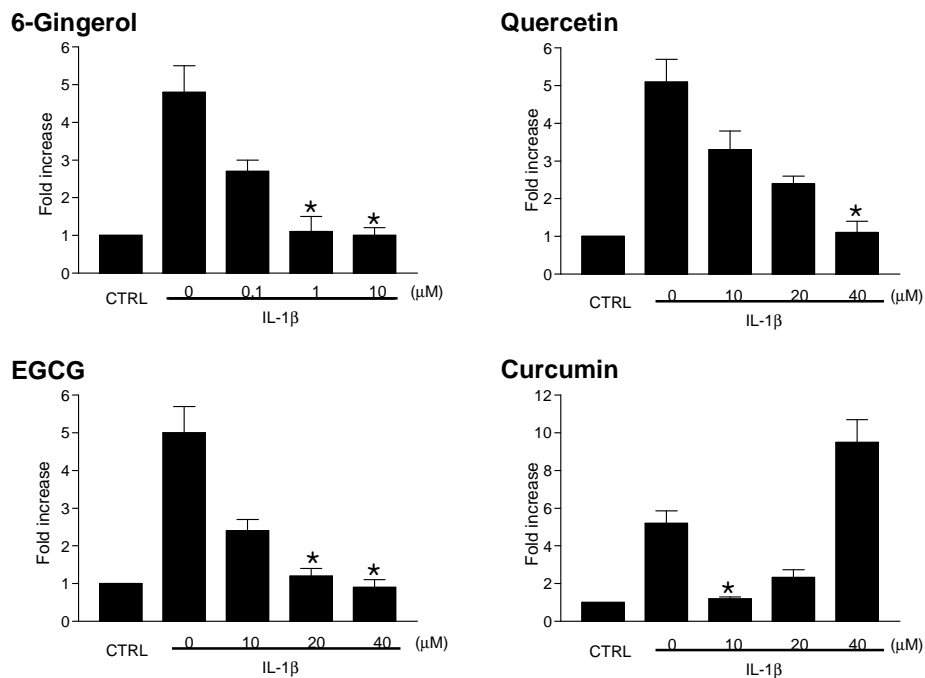 6-Gingerol
6
5
4
3
2
1
0
Fold increase
*
*
CTRL
0
0.1
1
10
(μM)
IL-1β
Quercetin
6
5
4
3
2
1
0
Fold increase
*
CTRL
0
10
20
40
(μM)
IL-1β
EGCG
6
5
4
3
2
1
0
Fold increase
*
*
CTRL
0
10
20
40
(μM)
IL-1β
Curcumin
12
10
8
6
4
2
0
Fold increase
*
CTRL
0
10
20
40
(μM)
IL-1β